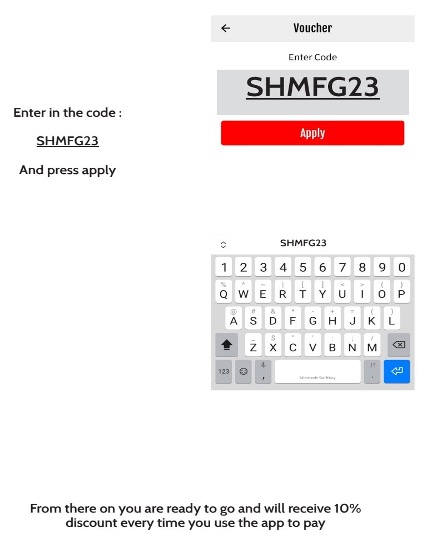 Voucher
Enter Code
SHMFG23
Enter in the code :
Apply
SHMFG23
And press apply
SHMFG23
1 2 3 4 5 6 7 8 9 0
Q W E R T Y U I O P
A S D F G H J K L
Z X C V B N M
123 , .
From there on you are ready to go and will receive 10%
discount every time you use the app to pay